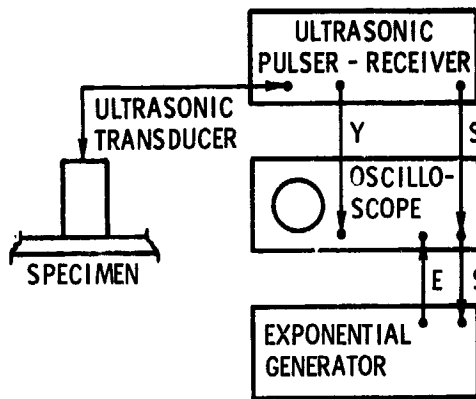 ULTRASONIC
PULSER - RECEIVER
ULTRASONIC
TRANSDUCER
Y
S
OSCILLO-
SCOPE
SPECIMEN
E
S
EXPONENTIAL
GENERATOR